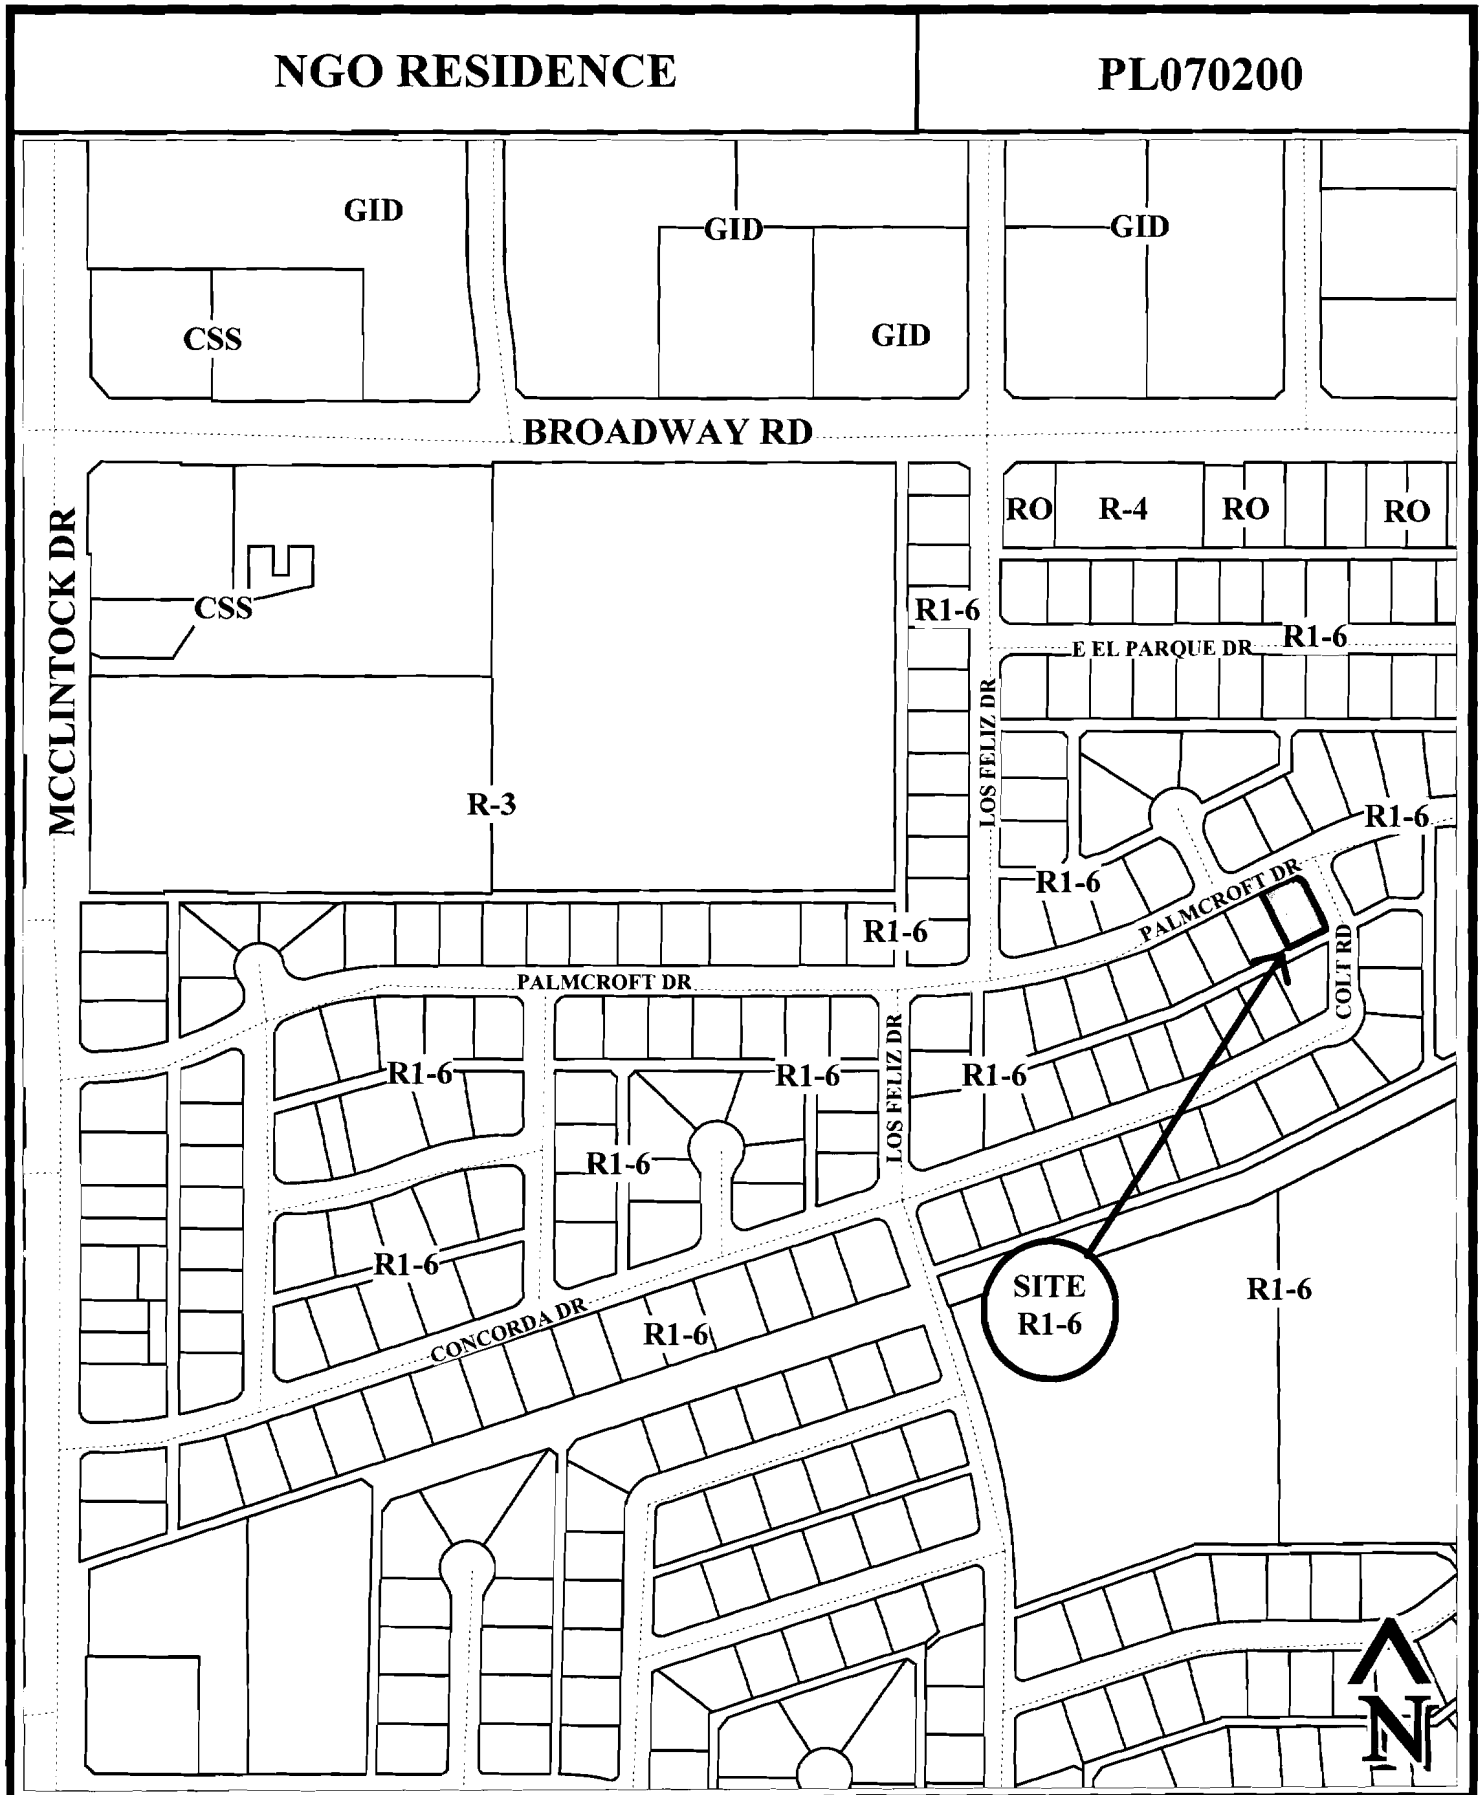 NGO RESIDENCE
PL070200
GID
GID
GID
CSS
GID
BROADWAY RD
MCCLINTOCK DR
RO
R-4
RO
RO
CSS
R1-6
R1-6
E EL PARQUE DR
LOS FELIZ DR
R-3
R1-6
R1-6
PALMCROFT DR
R1-6
COLT RD
PALMCROFT DR
LOS FELIZ DR
R1-6
R1-6
R1-6
R1-6
R1-6
SITE
R1-6
R1-6
CONCORDA DR
R1-6
N